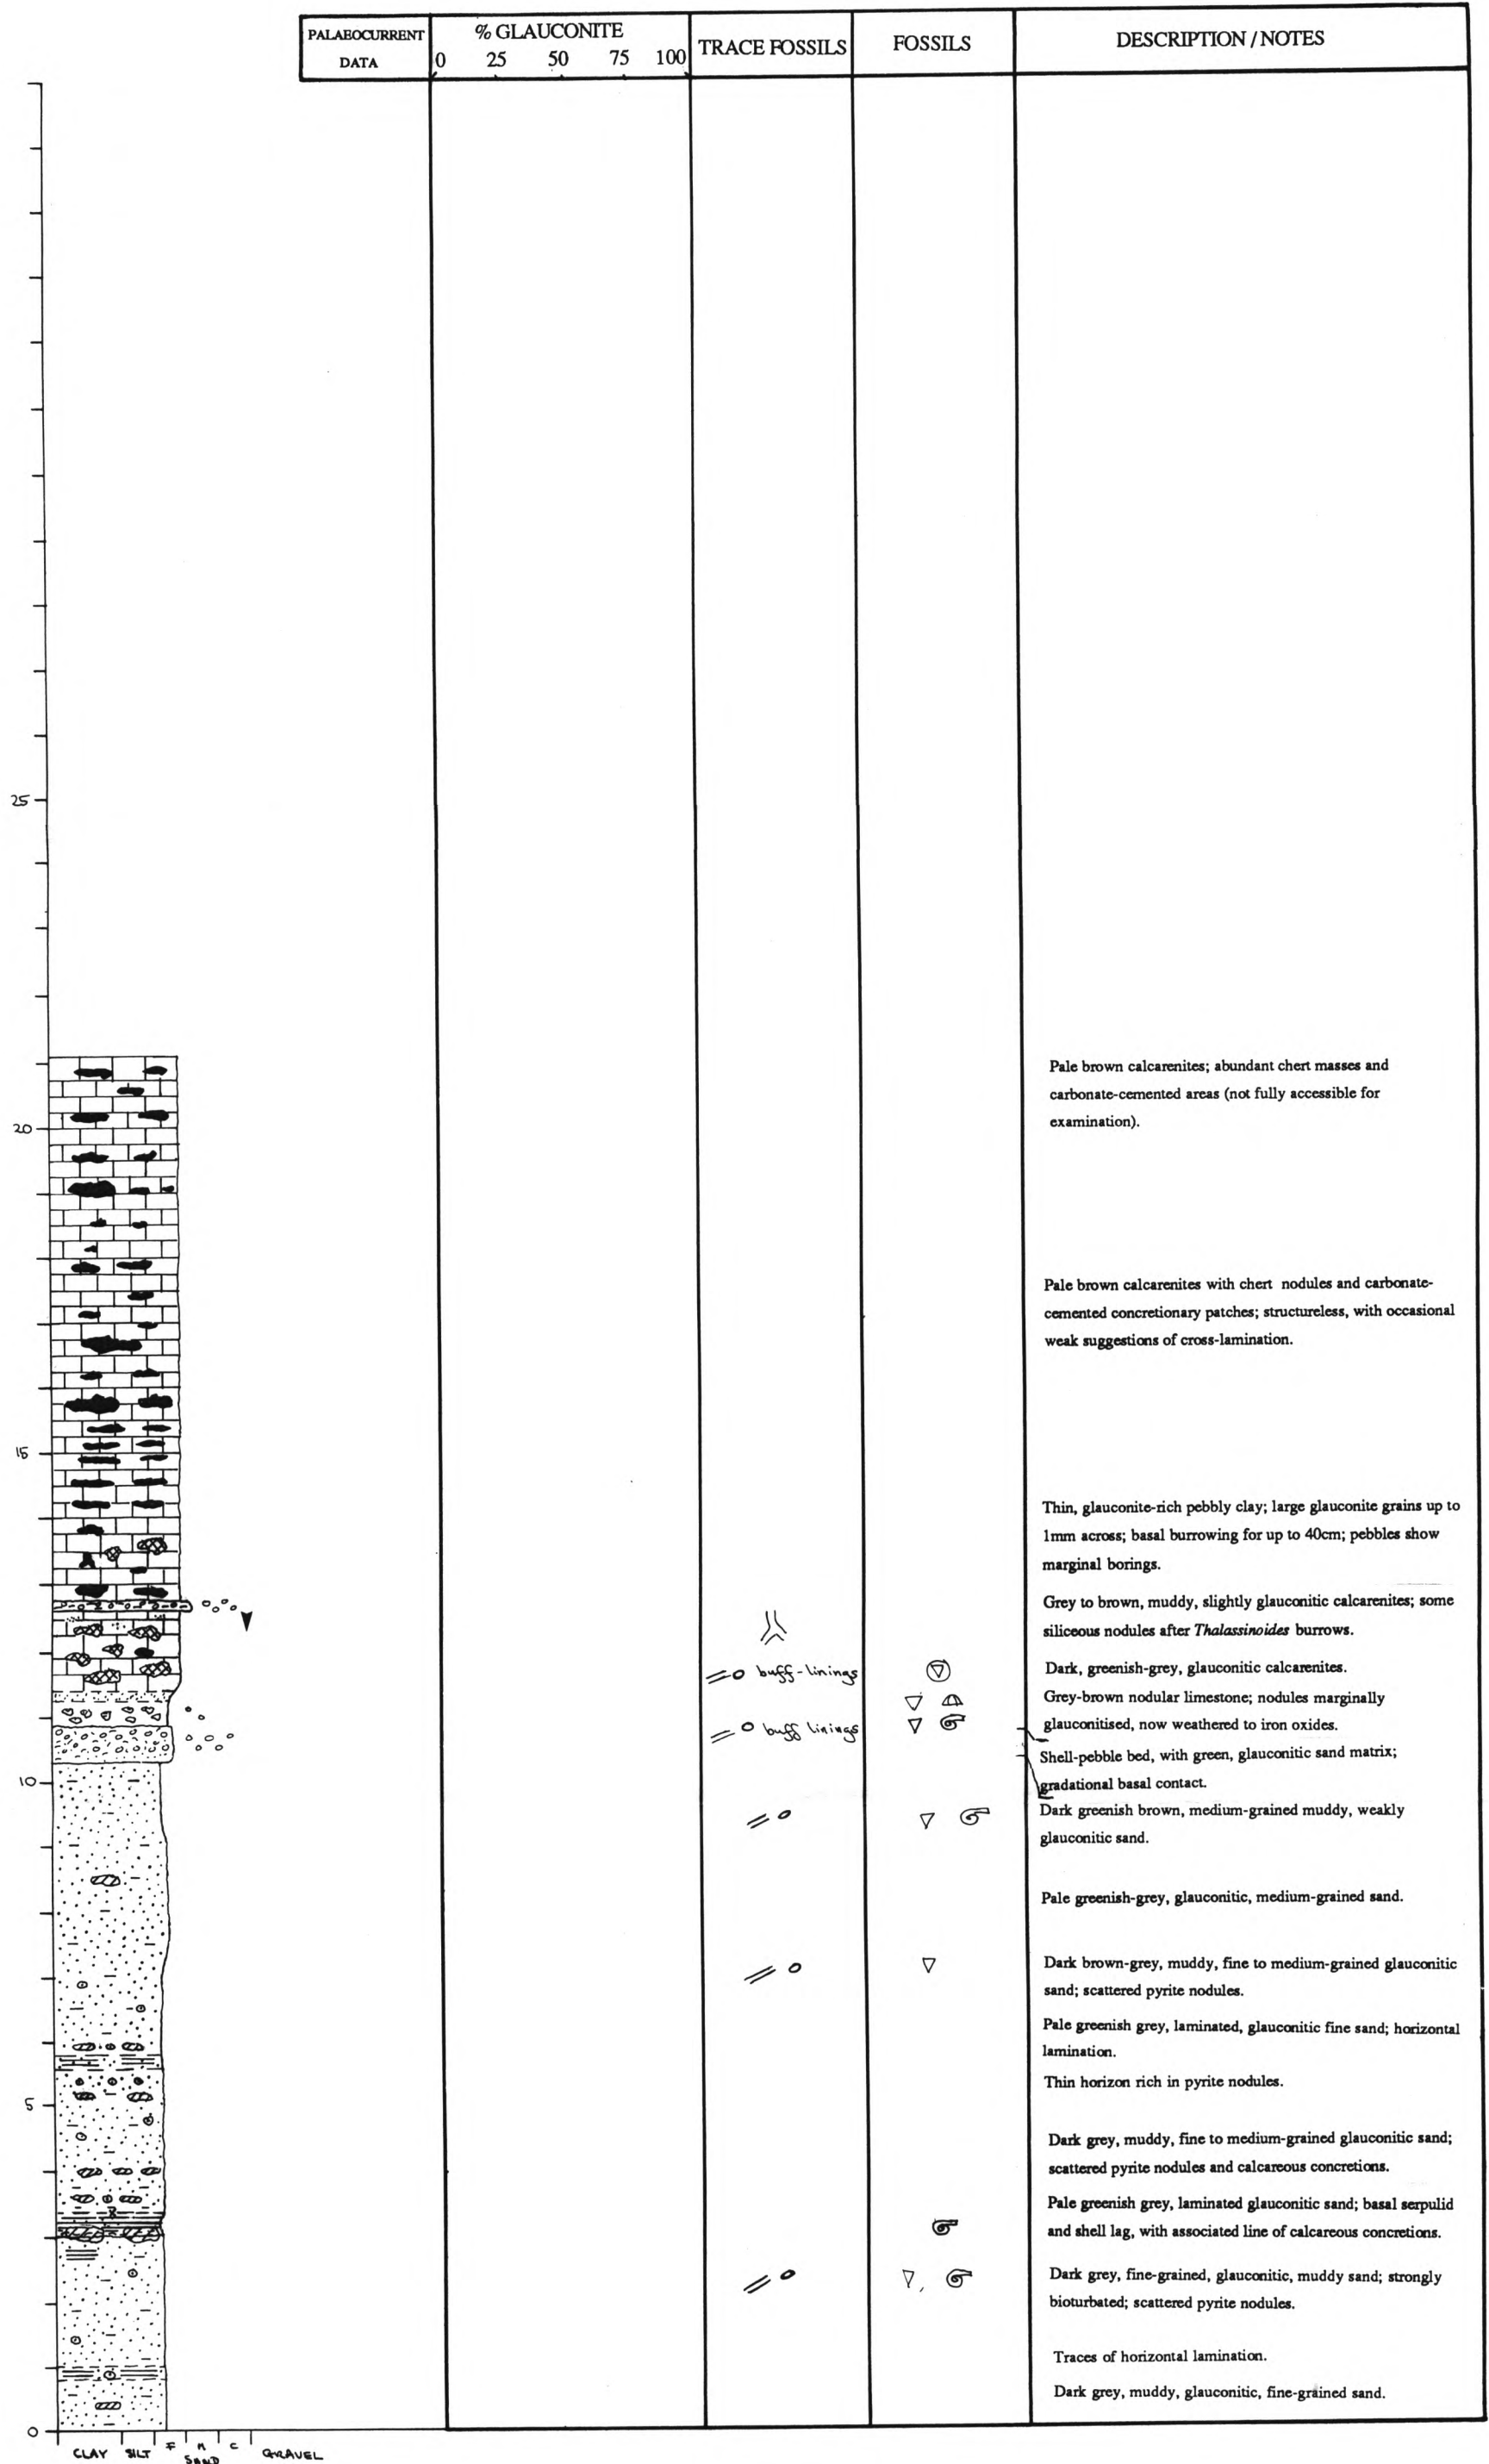 PALAEOCURRENT
DATA
% GLAUCONITE
0 25 50 75 100
TRACE FOSSILS
FOSSILS
DESCRIPTION / NOTES
25
Pale brown calcarenites; abundant chert masses and
carbonate-cemented areas (not fully accessible for
examination).
20
Pale brown calcarenites with chert nodules and carbonate-
cemented concretionary patches; structureless, with occasional
weak suggestions of cross-lamination.
15
Thin, glauconite-rich pebbly clay; large glauconite grains up to
1mm across; basal burrowing for up to 40cm; pebbles show
marginal borings.
Grey to brown, muddy, slightly glauconitic calcarenites; some
siliceous nodules after Thalassinoides burrows.
buff-linings
Dark, greenish-grey, glauconitic calcarenites.
Grey-brown nodular limestone; nodules marginally
glauconitised, now weathered to iron oxides.
buff linings
Shell-pebble bed, with green, glauconitic sand matrix;
gradational basal contact.
10
Dark greenish brown, medium-grained muddy, weakly
glauconitic sand.
Pale greenish-grey, glauconitic, medium-grained sand.
Dark brown-grey, muddy, fine to medium-grained glauconitic
sand; scattered pyrite nodules.
Pale greenish grey, laminated, glauconitic fine sand; horizontal
lamination.
Thin horizon rich in pyrite nodules.
5
Dark grey, muddy, fine to medium-grained glauconitic sand;
scattered pyrite nodules and calcareous concretions.
Pale greenish grey, laminated glauconitic sand; basal serpulid
and shell lag, with associated line of calcareous concretions.
Dark grey, fine-grained, glauconitic, muddy sand; strongly
bioturbated; scattered pyrite nodules.
Traces of horizontal lamination.
Dark grey, muddy, glauconitic, fine-grained sand.
0
CLAY SILT F M C GRAVEL
SAND